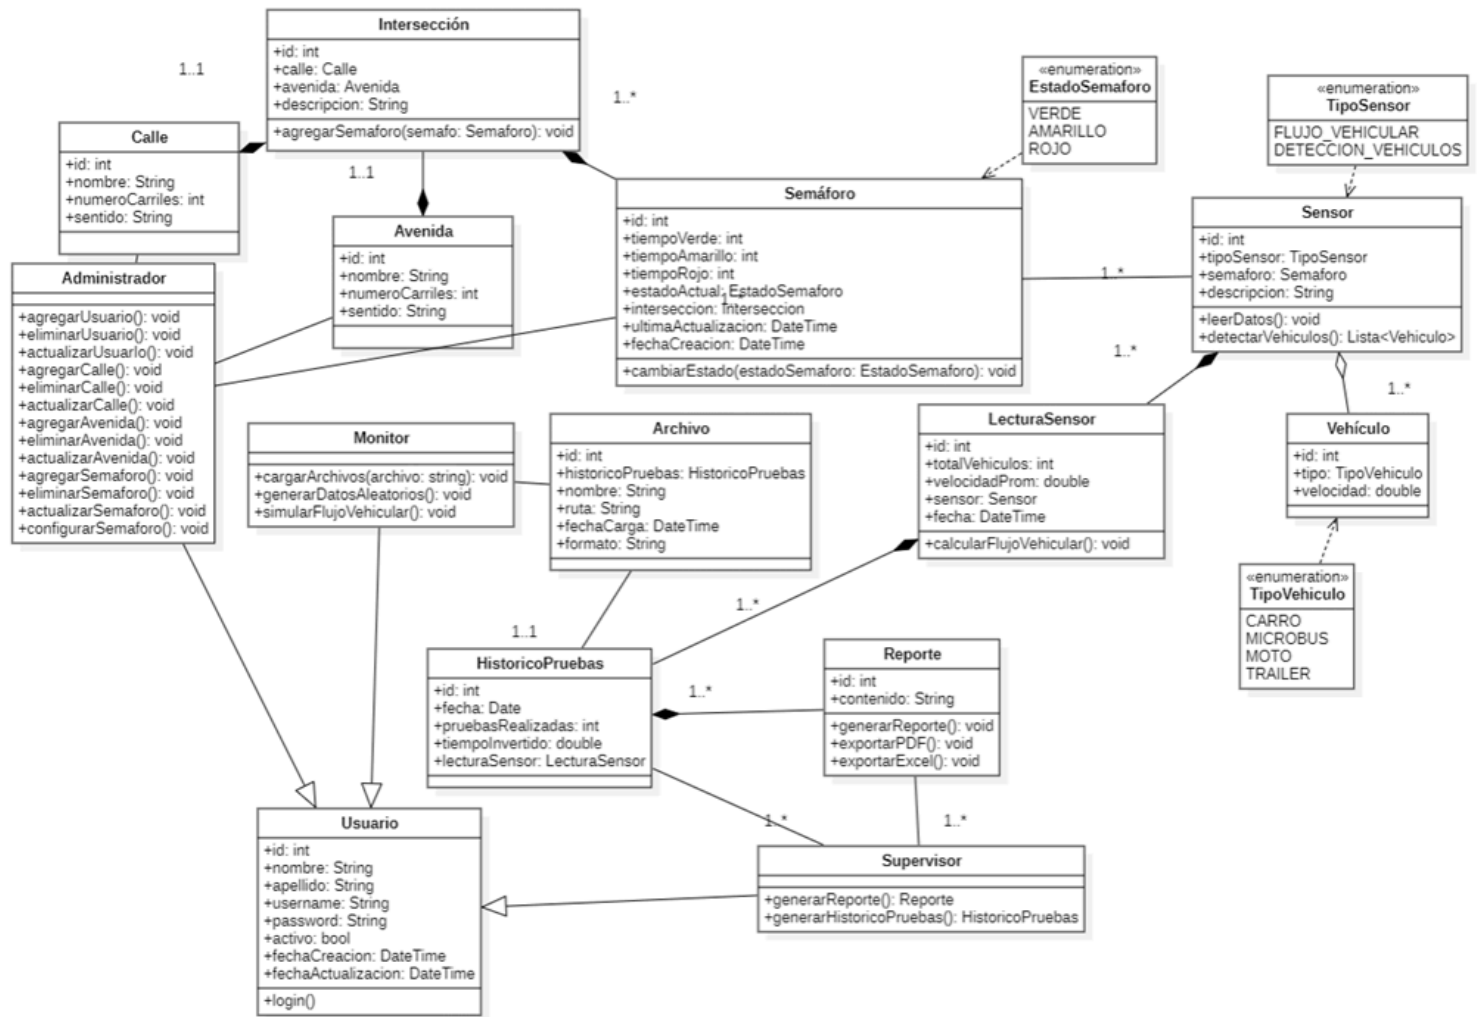 Intersección
+id: int
+calle: Calle
+avenida: Avenida
+descripcion: String
+agregarSemaforo(semafo: Semaforo): void
1..1
1..*
1..1
Calle
+id: int
+nombre: String
+numeroCarriles: int
+sentido: String
Avenida
+id: int
+nombre: String
+numeroCarriles: int
+sentido: String
«enumeration»
EstadoSemaforo
VERDE
AMARILLO
ROJO
«enumeration»
TipoSensor
FLUJO_VEHICULAR
DETECCION_VEHICULOS
Semáforo
+id: int
+tiempoVerde: int
+tiempoAmarillo: int
+tiempoRojo: int
+estadoActual: EstadoSemaforo
1..*
+interseccion: Interseccion
+ultimaActualizacion: DateTime
+fechaCreacion: DateTime
+cambiarEstado(estadoSemaforo: EstadoSemaforo): void
1..*
Sensor
+id: int
+tipoSensor: TipoSensor
+semaforo: Semaforo
+descripcion: String
+leerDatos(): void
+detectarVehiculos(): Lista<Vehiculo>
1..*
1..*
Administrador
+agregarUsuario(): void
+eliminarUsuario(): void
+actualizarUsuario(): void
+agregarCalle(): void
+eliminarCalle(): void
+actualizarCalle(): void
+agregarAvenida(): void
+eliminarAvenida(): void
+actualizarAvenida(): void
+agregarSemaforo(): void
+eliminarSemaforo(): void
+actualizarSemaforo(): void
+configurarSemaforo(): void
Monitor
+cargarArchivos(archivo: string): void
+generarDatosAleatorios(): void
+simularFlujoVehicular(): void
Archivo
+id: int
+historicoPruebas: HistoricoPruebas
+nombre: String
+ruta: String
+fechaCarga: DateTime
+formato: String
LecturaSensor
+id: int
+totalVehiculos: int
+velocidadProm: double
+sensor: Sensor
+fecha: DateTime
+calcularFlujoVehicular(): void
Vehículo
+id: int
+tipo: TipoVehiculo
+velocidad: double
«enumeration»
TipoVehiculo
CARRO
MICROBUS
MOTO
TRAILER
1..*
1..1
HistoricoPruebas
+id: int
+fecha: Date
+pruebasRealizadas: int
+tiempoInvertido: double
+lecturaSensor: LecturaSensor
1..*
Reporte
+id: int
+contenido: String
+generarReporte(): void
+exportarPDF(): void
+exportarExcel(): void
1..*
1..*
Usuario
+id: int
+nombre: String
+apellido: String
+username: String
+password: String
+activo: bool
+fechaCreacion: DateTime
+fechaActualizacion: DateTime
+login()
Supervisor
+generarReporte(): Reporte
+generarHistoricoPruebas(): HistoricoPruebas